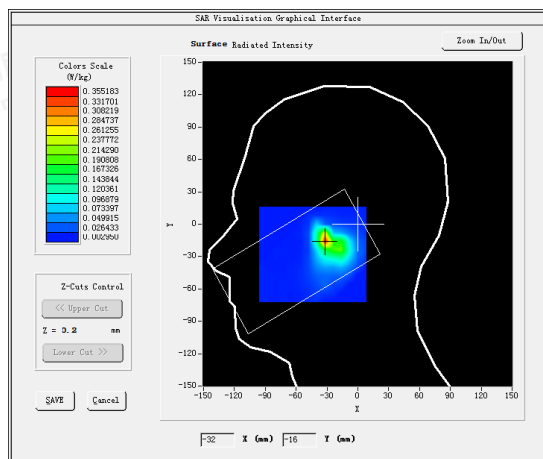 SAR Visualisation Graphical Interface
Surface Radiated Intensity
Zoom In/Out
Colors Scale
(W/kg)
0.355183
0.331701
0.308219
0.284737
0.261255
0.237772
0.214290
0.190808
0.167326
0.143844
0.120361
0.096879
0.073397
0.049915
0.026433
0.002950
Z-Cuts Control
<< Upper Cut
Z = 0.2 mm
Lower Cut >>
SAVE Cancel
150
120
90
60
30
Y 0
-30
-60
-90
-120
-150
-150 -120 -90 -60 -30 0 30 60 90 120 150
X
-32 X (mm) -16 Y (mm)